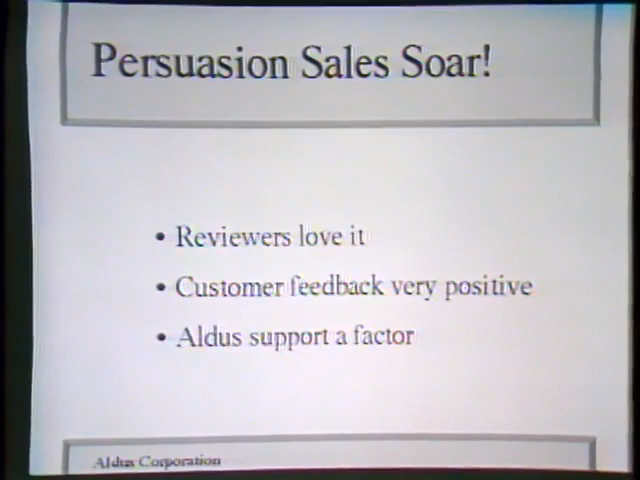 Persuasion Sales Soar!
• Reviewers love it
• Customer feedback very positive
• Aldus support a factor
Aldus Corporation